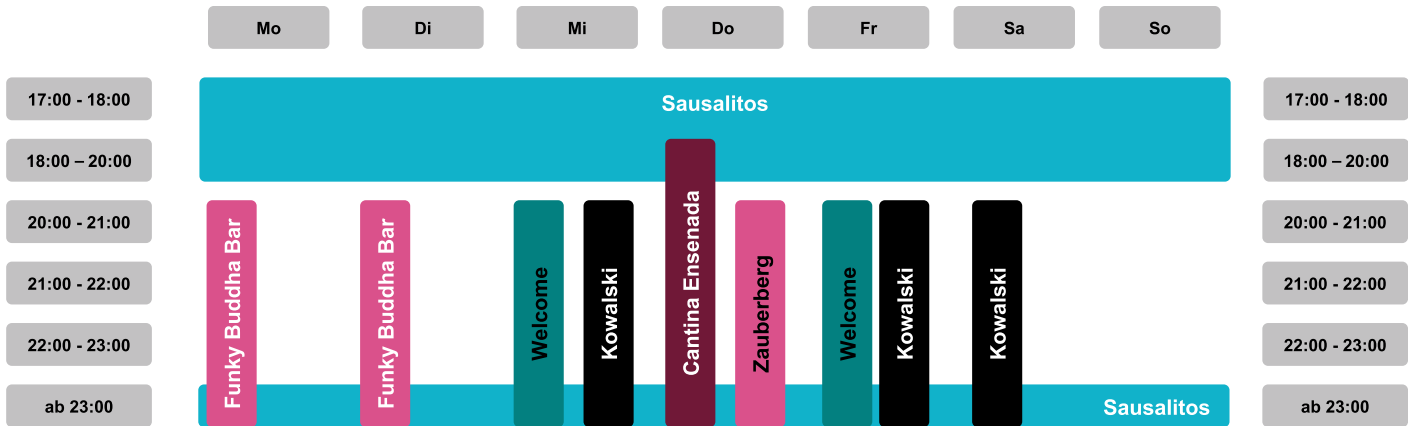 Mo
Di
Mi
Do
Fr
Sa
So
17:00 - 18:00
Sausalitos
17:00 - 18:00
18:00 – 20:00
18:00 – 20:00
20:00 - 21:00
20:00 - 21:00
21:00 - 22:00
21:00 - 22:00
22:00 - 23:00
22:00 - 23:00
Funky Buddha Bar
Funky Buddha Bar
Welcome
Kowalski
Cantina Ensenada
Zauberberg
Welcome
Kowalski
Kowalski
ab 23:00
Sausalitos
ab 23:00